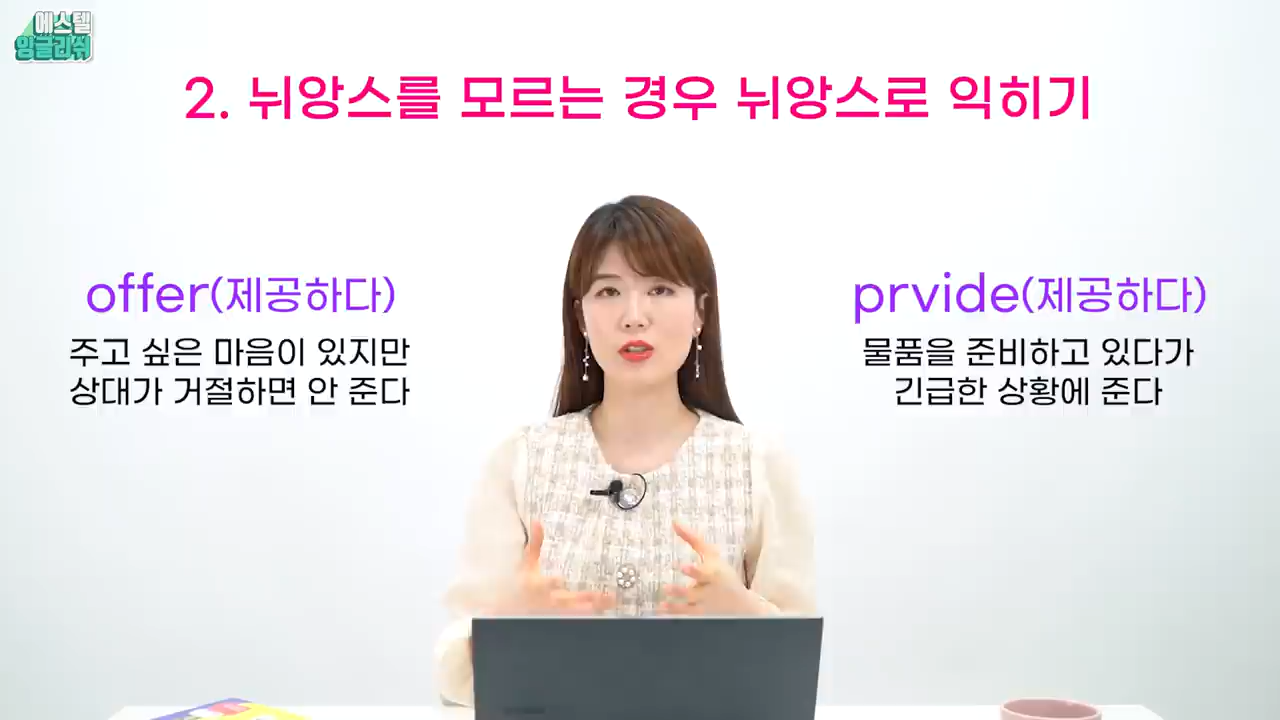 에스텔
잉글리쉬
2. 뉘앙스를 모르는 경우 뉘앙스로 익히기
offer(제공하다)
주고 싶은 마음이 있지만
상대가 거절하면 안 준다
prvide(제공하다)
물품을 준비하고 있다가
긴급한 상황에 준다